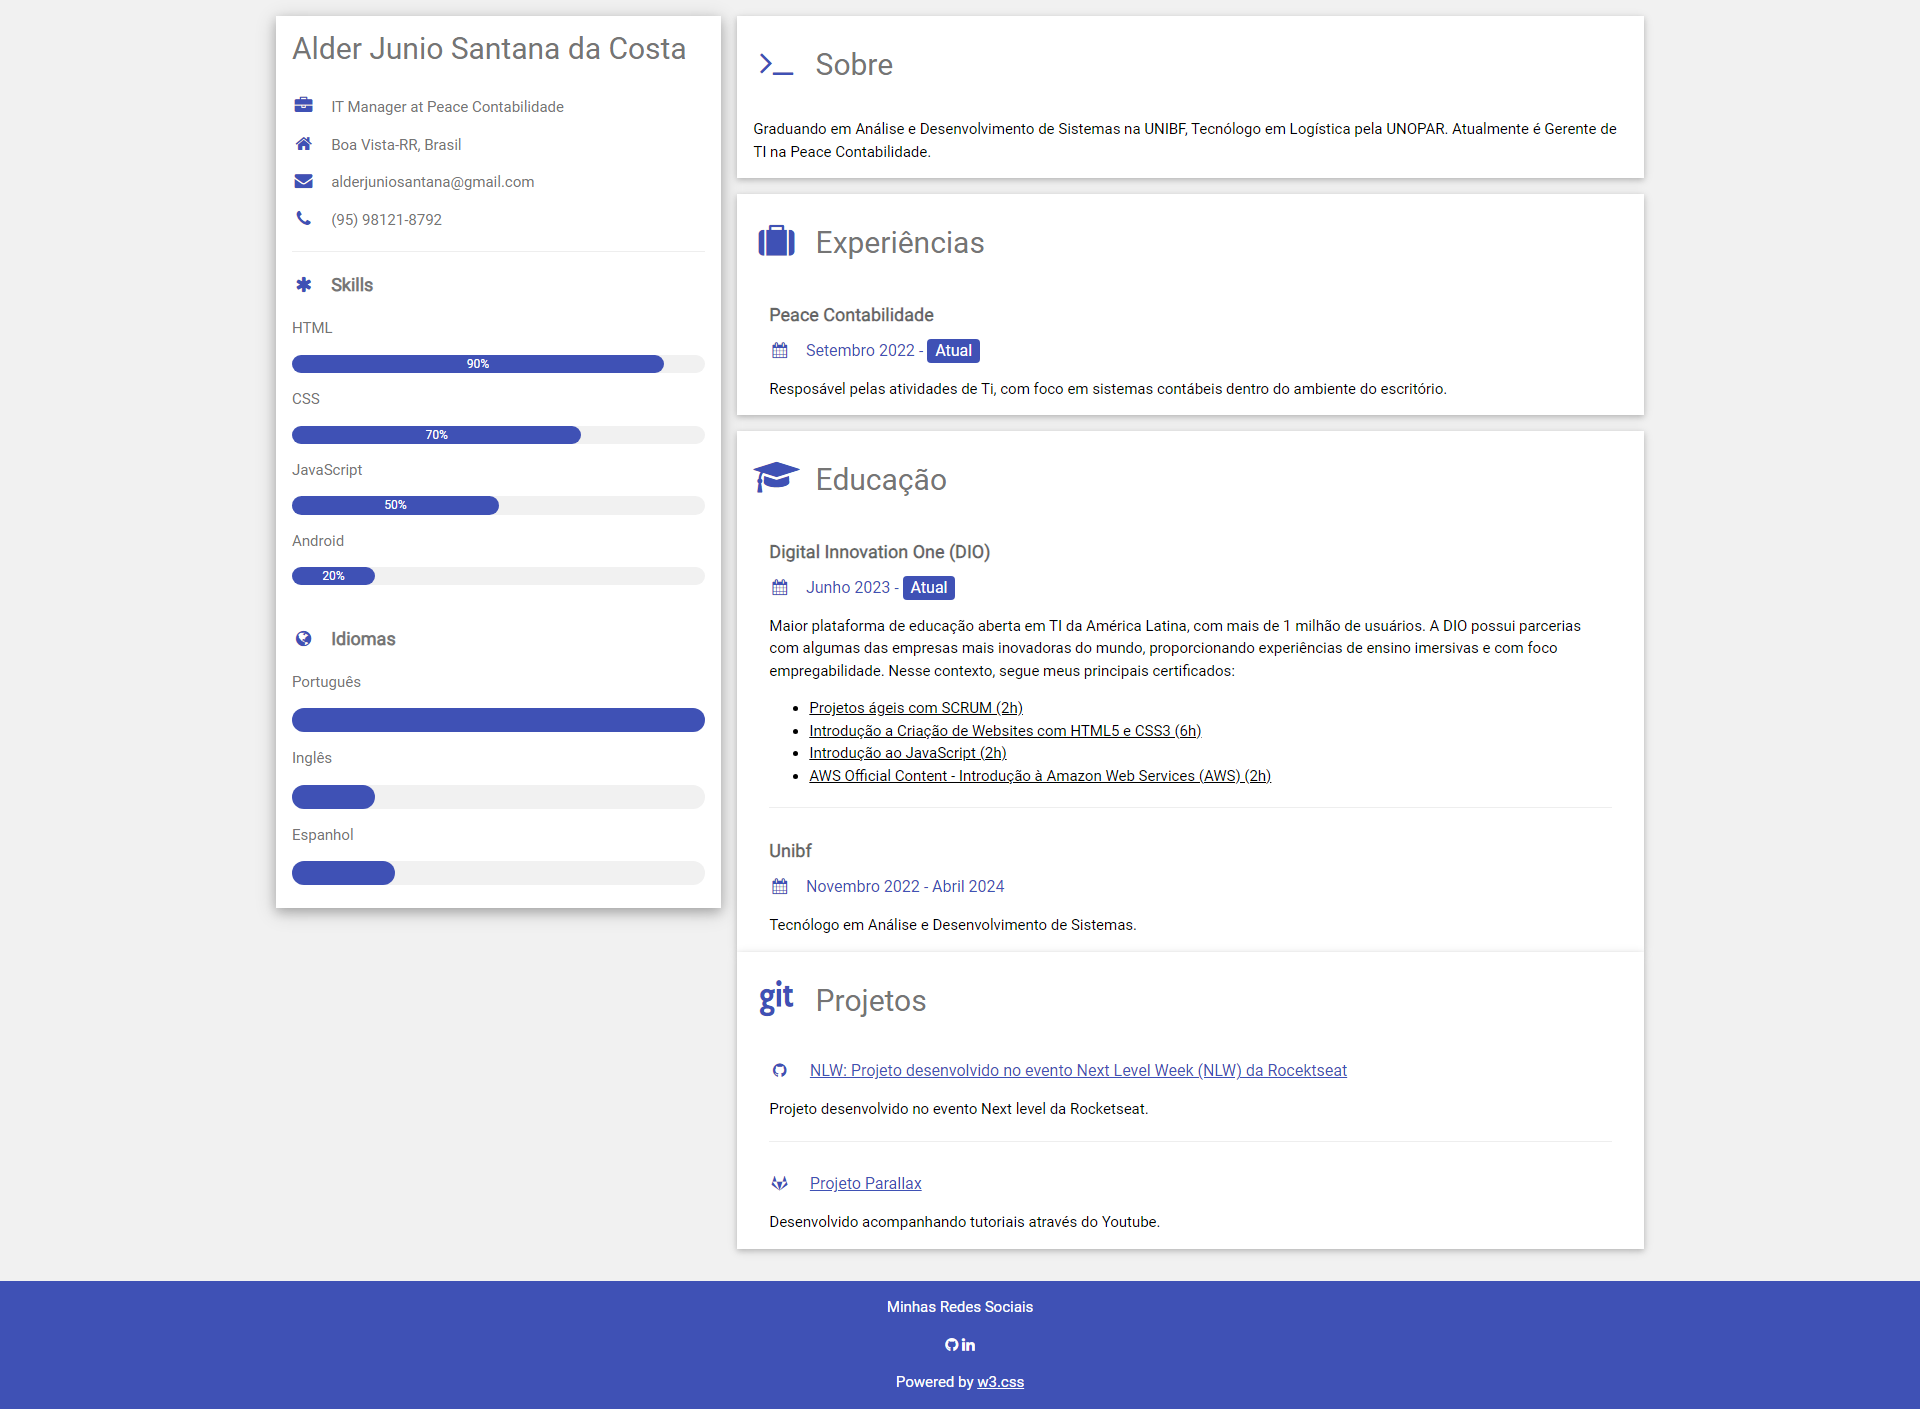 Alder Junio Santana da Costa
IT Manager at Peace Contabilidade
Boa Vista-RR, Brasil
alderjuniosantana@gmail.com
(95) 98121-8792
Skills
HTML
90%
CSS
70%
JavaScript
50%
Android
20%
Idiomas
Português
Inglês
Espanhol
Sobre
Graduando em Análise e Desenvolvimento de Sistemas na UNIBF, Tecnólogo em Logística pela UNOPAR. Atualmente é Gerente de
TI na Peace Contabilidade.
Experiências
Peace Contabilidade
Setembro 2022 - Atual
Resposável pelas atividades de Ti, com foco em sistemas contábeis dentro do ambiente do escritório.
Educação
Digital Innovation One (DIO)
Junho 2023 - Atual
Maior plataforma de educação aberta em TI da América Latina, com mais de 1 milhão de usuários. A DIO possui parcerias
com algumas das empresas mais inovadoras do mundo, proporcionando experiências de ensino imersivas e com foco
empregabilidade. Nesse contexto, segue meus principais certificados:
Projetos ágeis com SCRUM (2h)
Introdução a Criação de Websites com HTML5 e CSS3 (6h)
Introdução ao JavaScript (2h)
AWS Official Content - Introdução à Amazon Web Services (AWS) (2h)
Unibf
Novembro 2022 - Abril 2024
Tecnólogo em Análise e Desenvolvimento de Sistemas.
git Projetos
NLW: Projeto desenvolvido no evento Next Level Week (NLW) da Rocektseat
Projeto desenvolvido no evento Next level da Rocketseat.
Projeto Parallax
Desenvolvido acompanhando tutoriais através do Youtube.
Minhas Redes Sociais
in
Powered by w3.css